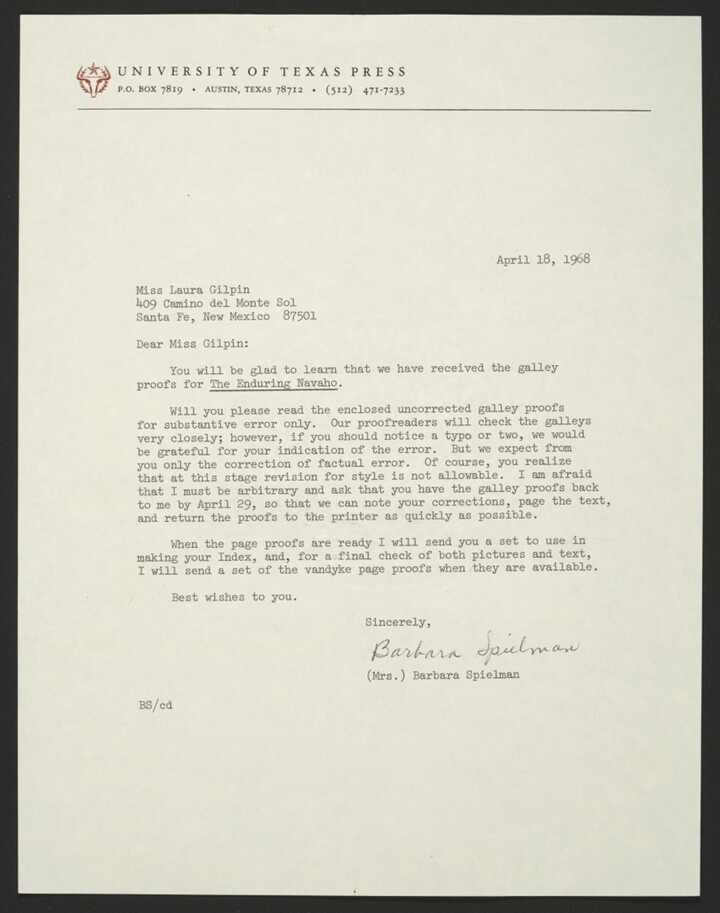 UNIVERSITY OF TEXAS PRESS
P.O. BOX 7819 • AUSTIN, TEXAS 78712 • (512) 471-7233
April 18, 1968
Miss Laura Gilpin
409 Camino del Monte Sol
Santa Fe, New Mexico 87501
Dear Miss Gilpin:
You will be glad to learn that we have received the galley
proofs for The Enduring Navaho.
Will you please read the enclosed uncorrected galley proofs
for substantive error only. Our proofreaders will check the galleys
very closely; however, if you should notice a typo or two, we would
be grateful for your indication of the error. But we expect from
you only the correction of factual error. Of course, you realize
that at this stage revision for style is not allowable. I am afraid
that I must be arbitrary and ask that you have the galley proofs back
to me by April 29, so that we can note your corrections, page the text,
and return the proofs to the printer as quickly as possible.
When the page proofs are ready I will send you a set to use in
making your Index, and, for a final check of both pictures and text,
I will send a set of the vandyke page proofs when they are available.
Best wishes to you.
Sincerely,
Barbara Spielman
(Mrs.) Barbara Spielman
BS/cd